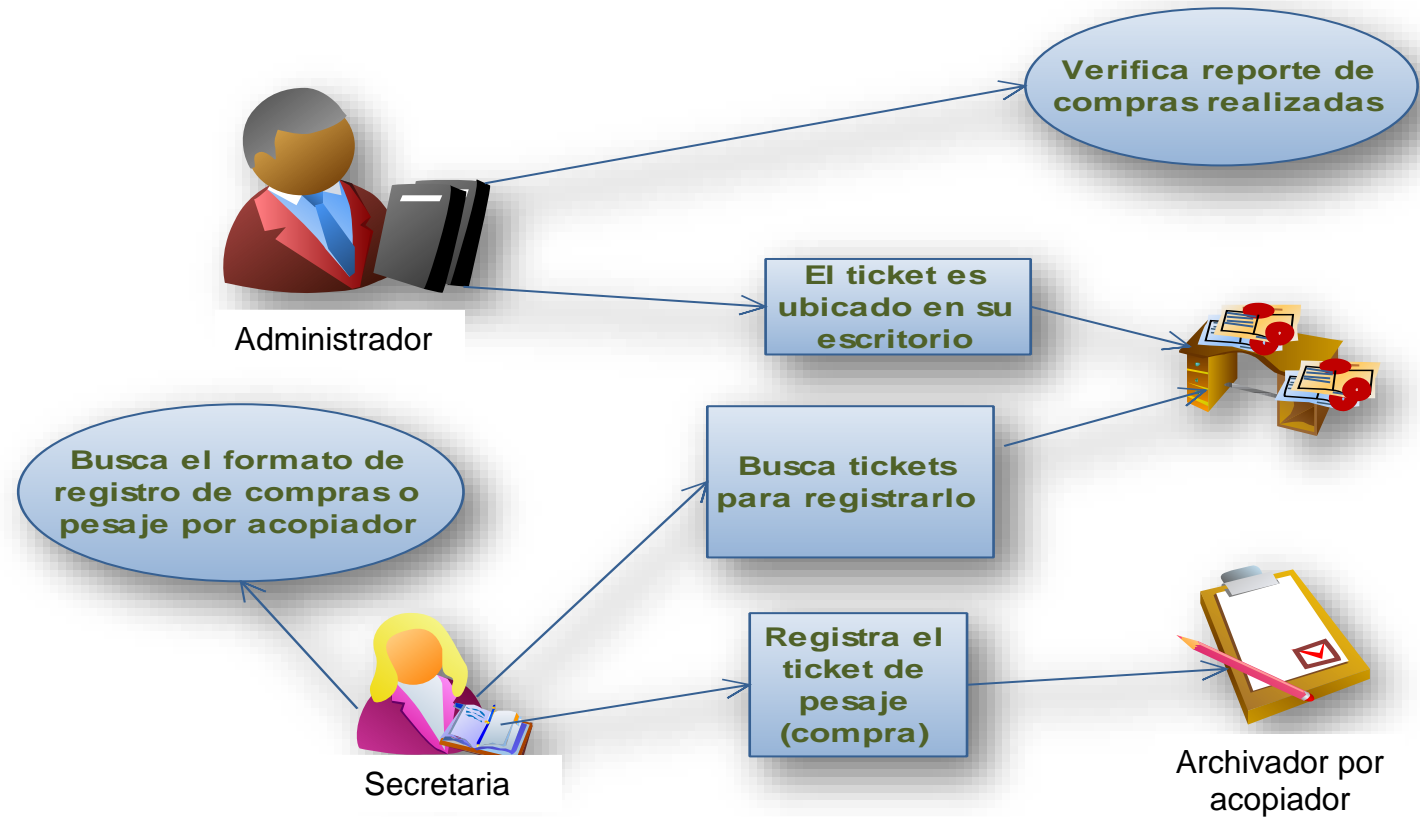 Verifica reporte de
compras realizadas
El ticket es
ubicado en su
escritorio
Administrador
Busca el formato de
registro de compras o
pesaje por acopiador
Busca tickets
para registrarlo
Registra el
ticket de
pesaje
(compra)
Secretaria
Archivador por
acopiador